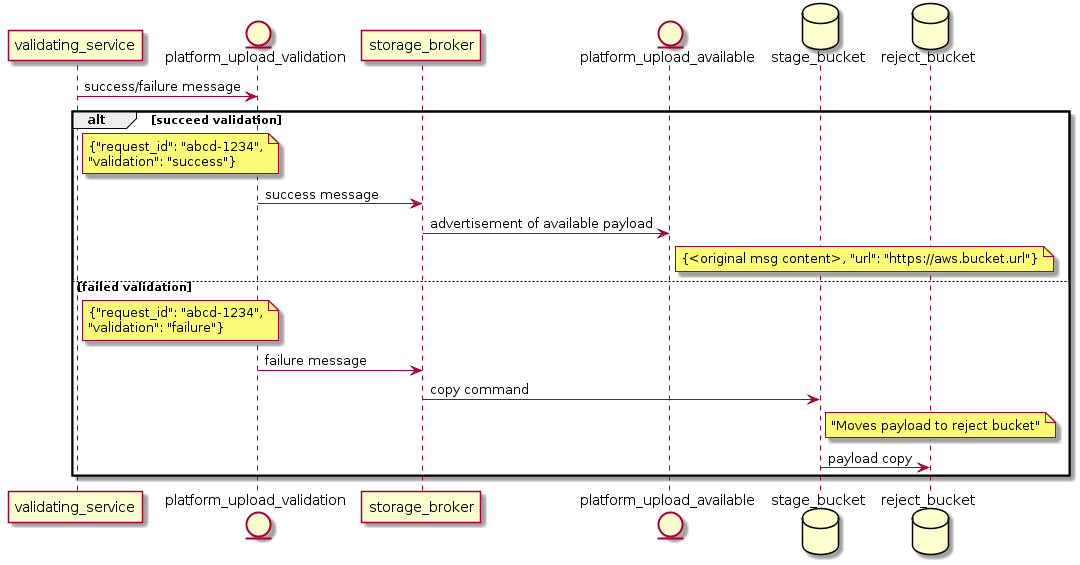 validating_service
platform_upload_validation
storage_broker
platform_upload_available
stage_bucket
reject_bucket
success/failure message
alt
[succeed validation]
{"request_id": "abcd-1234",
"validation": "success"}
success message
advertisement of available payload
{<original msg content>, "url": "https://aws.bucket.url"}
[failed validation]
{"request_id": "abcd-1234",
"validation": "failure"}
failure message
copy command
"Moves payload to reject bucket"
payload copy
validating_service
platform_upload_validation
storage_broker
platform_upload_available
stage_bucket
reject_bucket